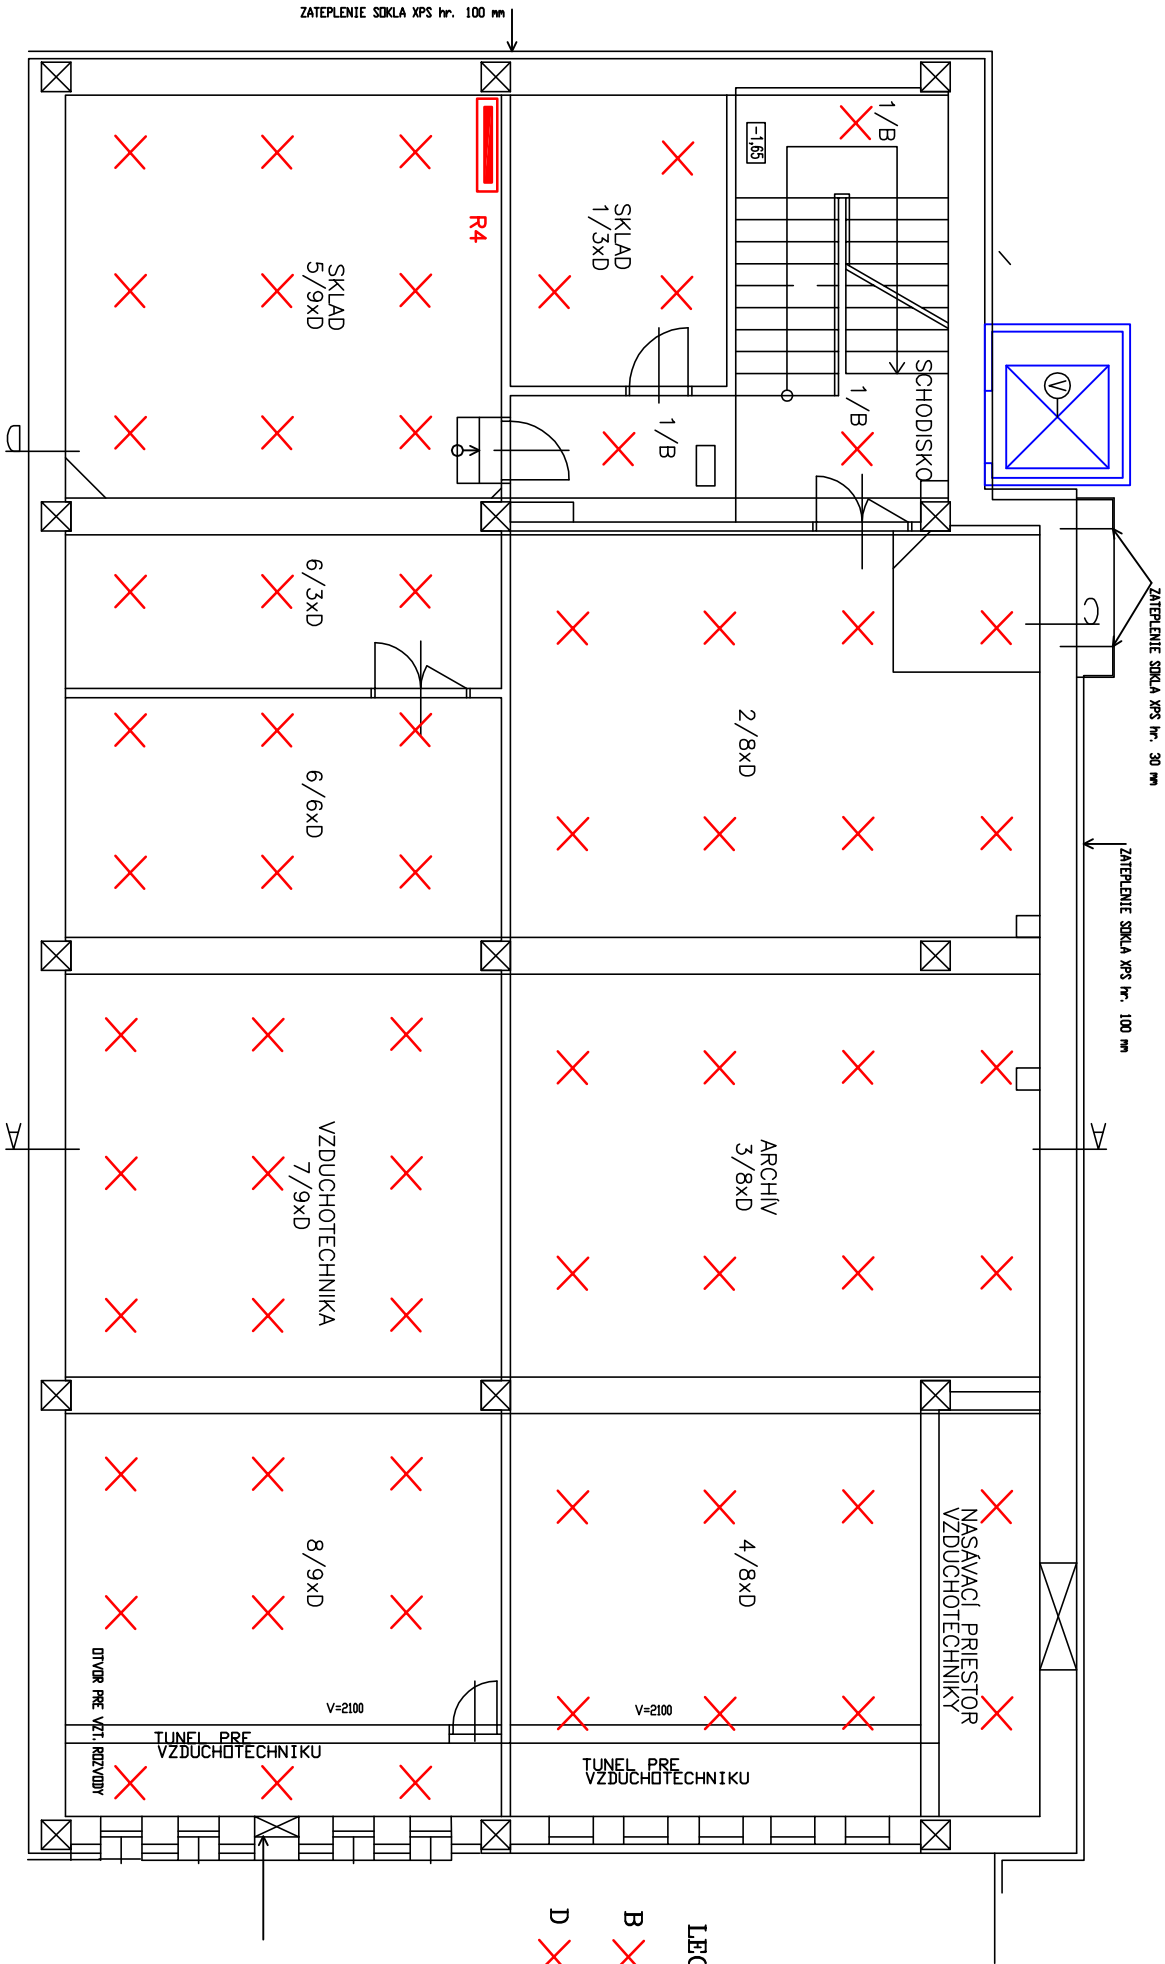 ZATEPLENIE SOKLA XPS hr. 100 mm
1/B
-1,65
SKLAD
1/3xD
R4
SKLAD
5/9xD
SCHODISKO
1/B
1/B
V
D
C
ZATEPLENIE SOKLA XPS hr. 30 mm
6/3xD
2/8xD
6/6xD
ZATEPLENIE SOKLA XPS hr. 100 mm
A
A
ARCHÍV
3/8xD
VZDUCHOTECHNIKA
7/9xD
NASÁVACÍ PRIESTOR
VZDUCHOTECHNIKY
4/8xD
8/9xD
OTVOR PRE VZT. ROZVODY
V=2100
V=2100
TUNEL PRE
VZDUCHOTECHNIKU
TUNEL PRE
VZDUCHOTECHNIKU
LEG
B
D